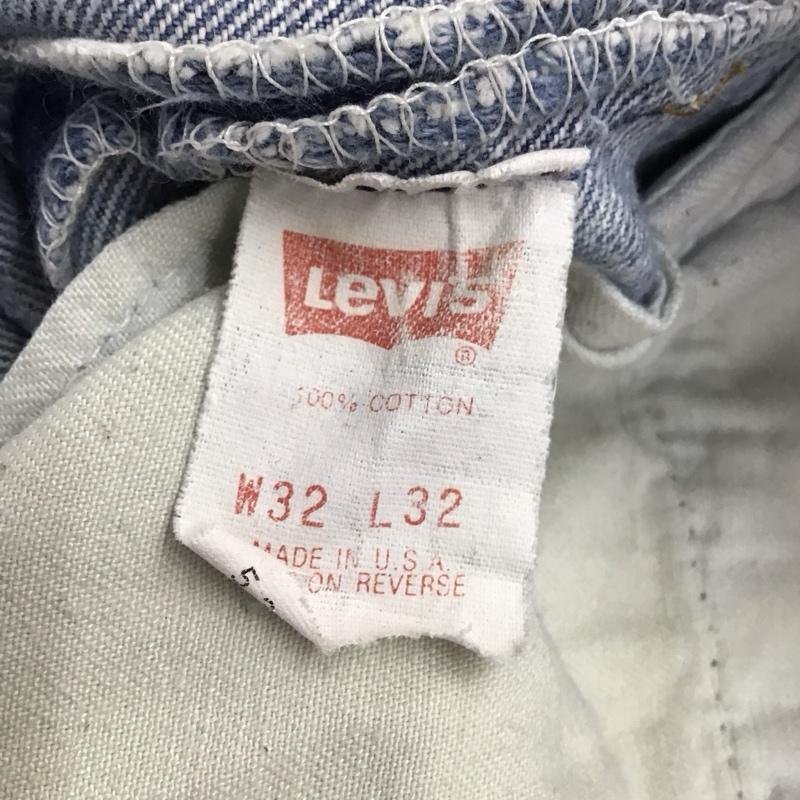 Levi's
®
100% COTTON
W32 L32
MADE IN U.S.A.
ON REVERSE